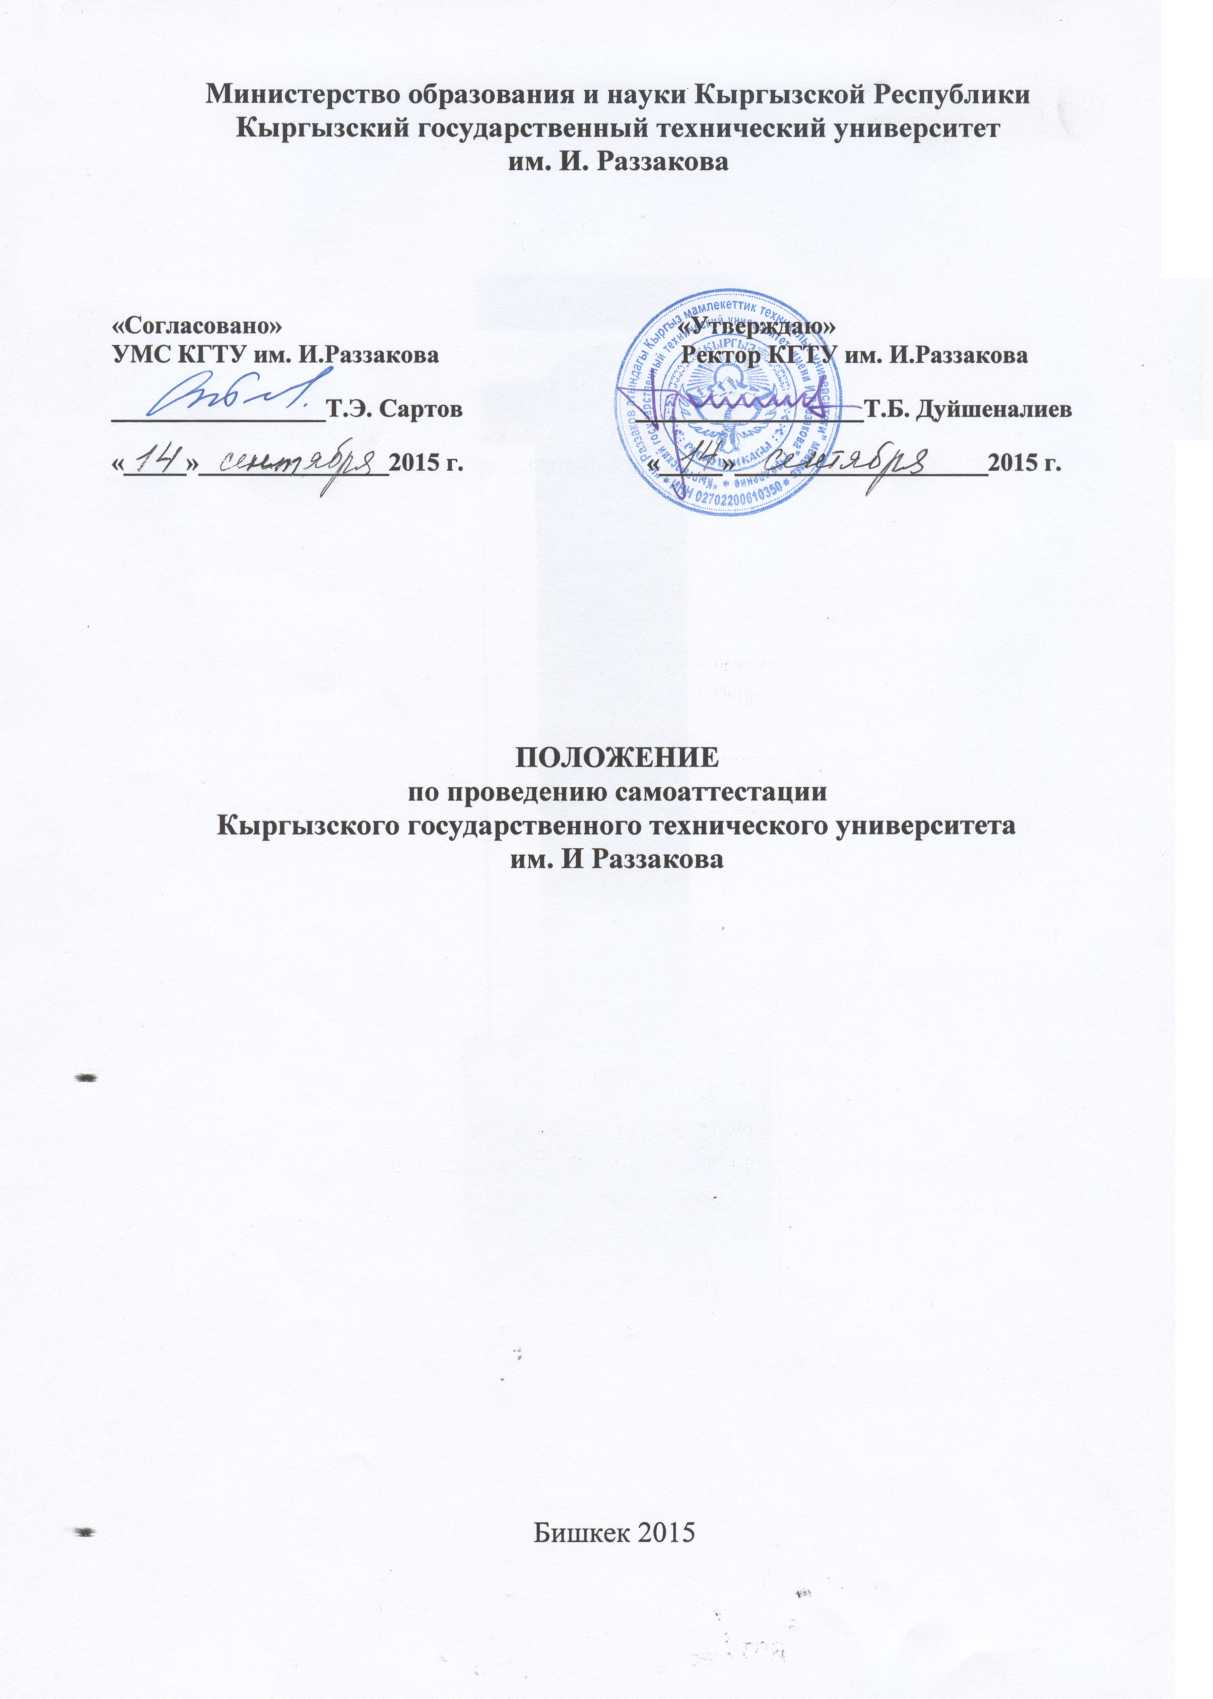 Министерство образования и науки Кыргызской Республики
Кыргызский государственный технический университет
им. И. Раззакова
«Согласовано»
УМС КГТУ им. И.Раззакова
Т.Э. Сартов
«14» сентября 2015 г.
«Утверждаю»
Ректор КГТУ им. И.Раззакова
Т.Б. Дуйшеналиев
«14» сентября 2015 г.
ИНН 02702200610350
ПОЛОЖЕНИЕ
по проведению самоаттестации
Кыргызского государственного технического университета
им. И Раззакова
Бишкек 2015